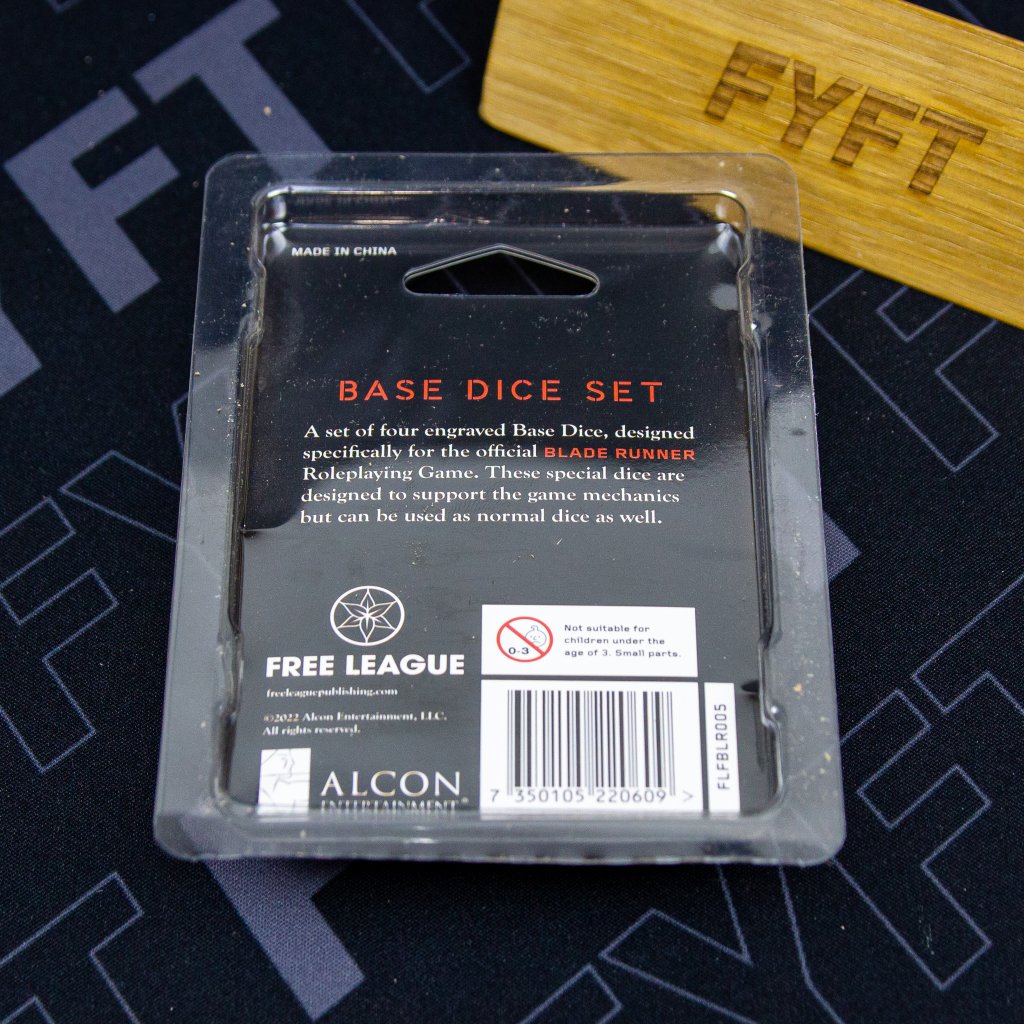 FYFT
MADE IN CHINA
BASE DICE SET
A set of four engraved Base Dice, designed
specifically for the official BLADE RUNNER
Roleplaying Game. These special dice are
designed to support the game mechanics
but can be used as normal dice as well.
FREE LEAGUE
freeleaguepublishing.com
©2022 Alcon Entertainment, LLC.
All rights reserved.
ALCON
ENTERTAINMENT®
0-3
Not suitable for
children under the
age of 3. Small parts.
7 350105 220609 >
FLFBLR005